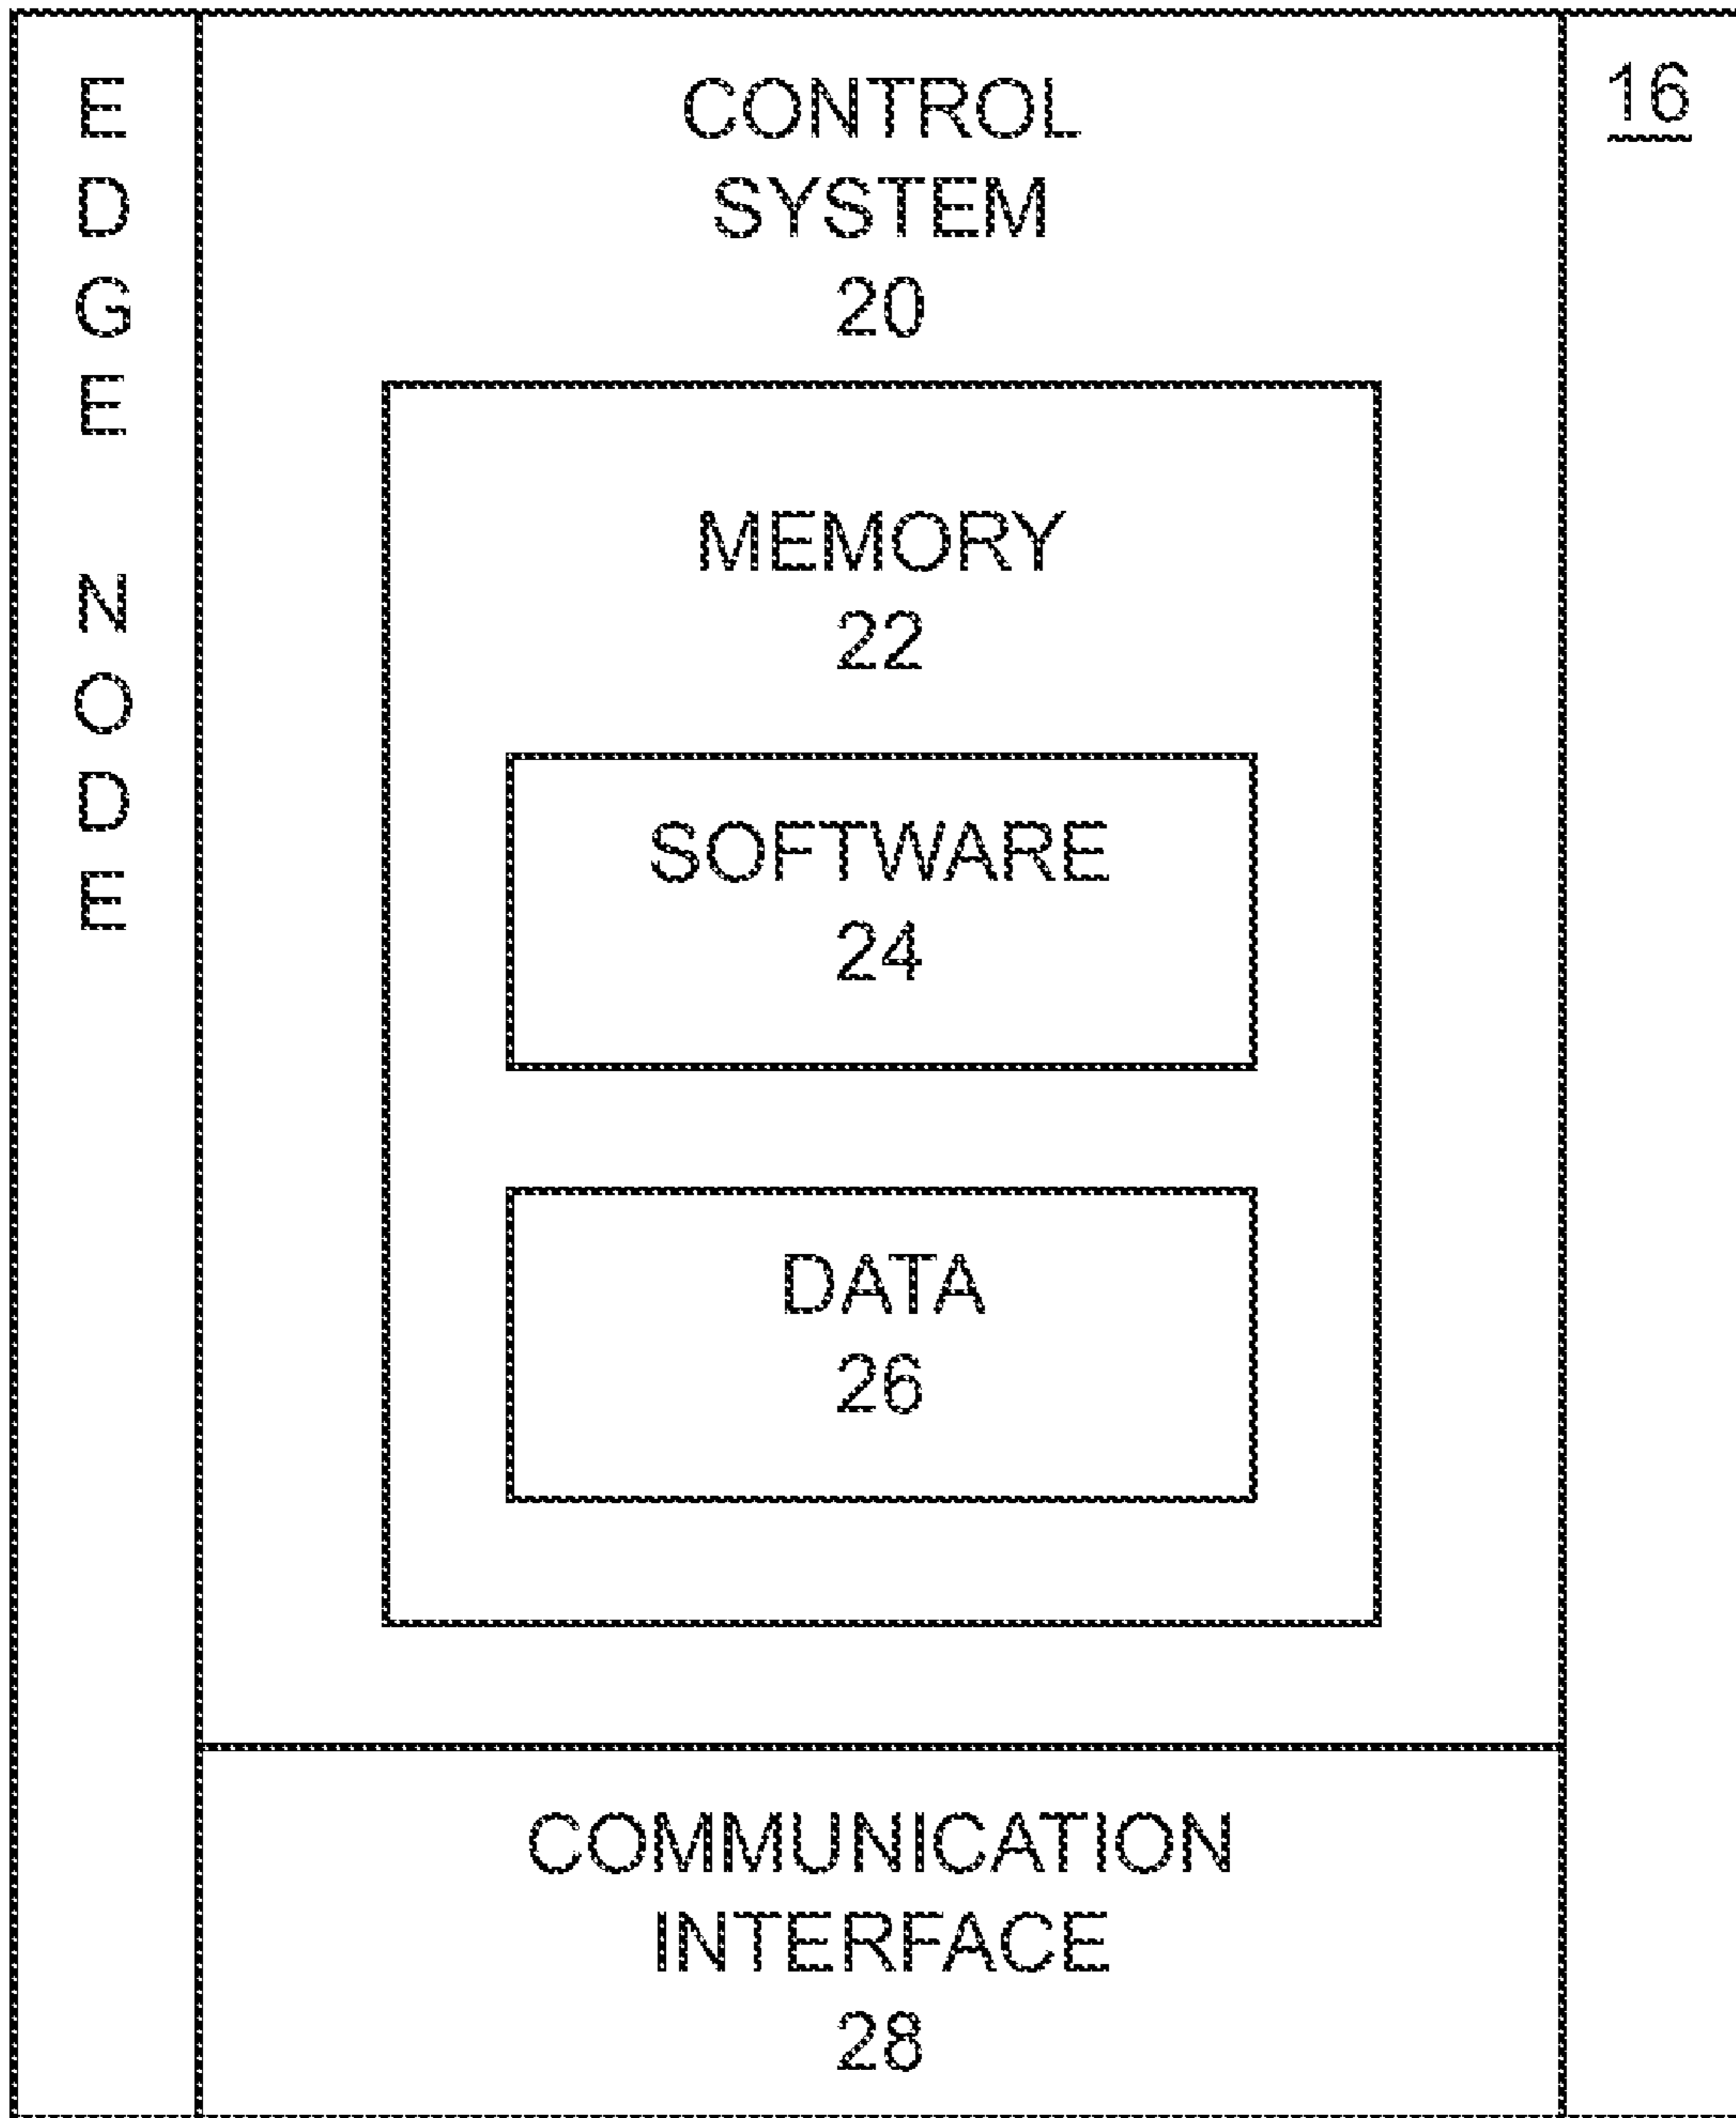 EDGE NODE
CONTROL
SYSTEM
20
16
MEMORY
22
SOFTWARE
24
DATA
26
COMMUNICATION
INTERFACE
28